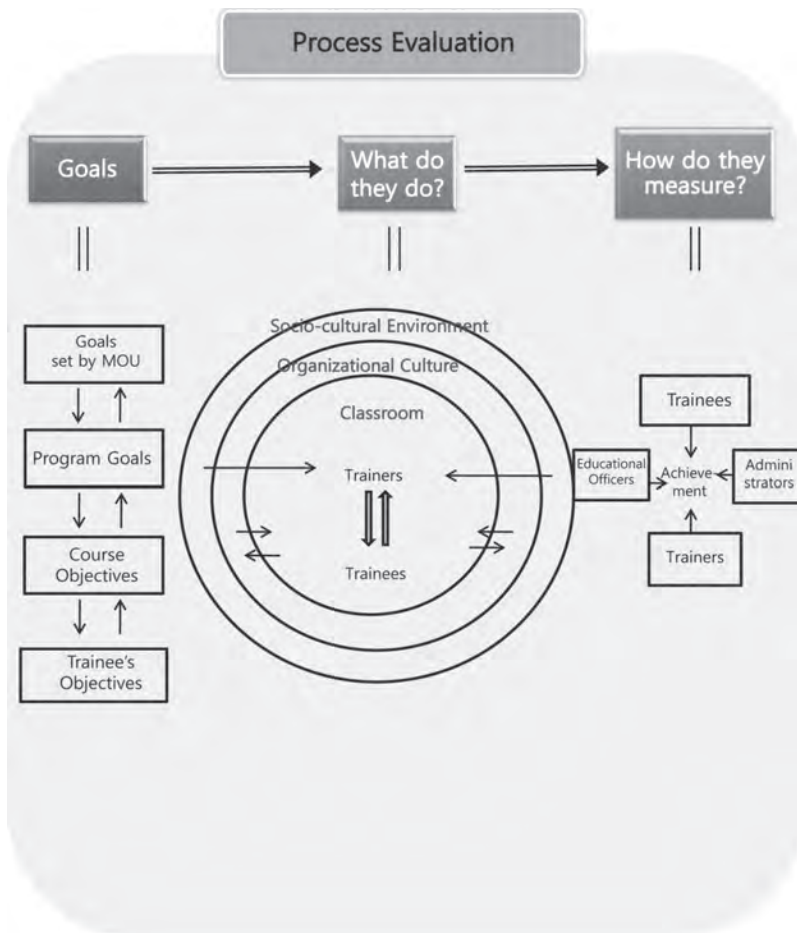 Process Evaluation
Goals
What do
they do?
How do they
measure?
Goals
set by MOU
Program Goals
Course
Objectives
Trainee's
Objectives
Socio-cultural Environment
Organizational Culture
Classroom
Trainers
Trainees
Trainees
Educational
Officers
Achieve
ment
Admini
strators
Trainers